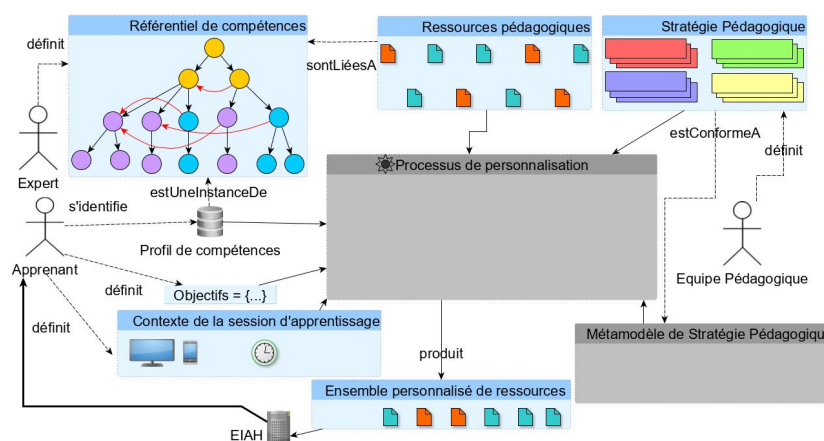 Référentiel de compétences
Ressources pédagogiques
Stratégie Pédagogique
définit
sontLiéesA
estConformeA
définit
Processus de personnalisation
Expert
estUneInstanceDe
s'identifie
Profil de compétences
Apprenant
Equipe Pédagogique
définit
Objectifs = {...}
définit
Contexte de la session d'apprentissage
Métamodèle de Stratégie Pédagogiqu
produit
Ensemble personnalisé de ressources
EIAH